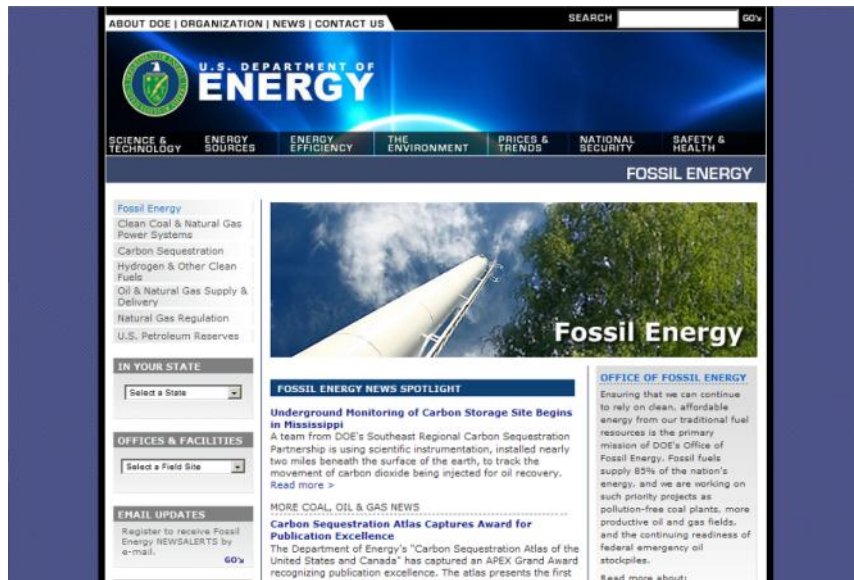 ABOUT DOE | ORGANIZATION | NEWS | CONTACT US
SEARCH
GO
U.S. DEPARTMENT OF
ENERGY
SCIENCE & TECHNOLOGY
ENERGY SOURCES
ENERGY EFFICIENCY
THE ENVIRONMENT
PRICES & TRENDS
NATIONAL SECURITY
SAFETY & HEALTH
FOSSIL ENERGY
Fossil Energy
Clean Coal & Natural Gas
Power Systems
Carbon Sequestration
Hydrogen & Other Clean
Fuels
Oil & Natural Gas Supply &
Delivery
Natural Gas Regulation
U.S. Petroleum Reserves
IN YOUR STATE
Select a State
OFFICES & FACILITIES
Select a Field Site
EMAIL UPDATES
Register to receive Fossil
Energy NEWSALERTS by
e-mail.
GO
Fossil Energy
FOSSIL ENERGY NEWS SPOTLIGHT
Underground Monitoring of Carbon Storage Site Begins
in Mississippi
A team from DOE's Southeast Regional Carbon Sequestration
Partnership is using scientific instrumentation, installed nearly
two miles beneath the surface of the earth, to track the
movement of carbon dioxide being injected for oil recovery.
Read more >
MORE COAL, OIL & GAS NEWS
Carbon Sequestration Atlas Captures Award for
Publication Excellence
The Department of Energy's "Carbon Sequestration Atlas of the
United States and Canada" has captured an APEX Grand Award
recognizing publication excellence. The atlas presents the first
OFFICE OF FOSSIL ENERGY
Ensuring that we can continue
to rely on clean, affordable
energy from our traditional fuel
resources is the primary
mission of DOE's Office of
Fossil Energy. Fossil fuels
supply 85% of the nation's
energy, and we are working on
such priority projects as
pollution-free coal plants, more
productive oil and gas fields,
and the continuing readiness of
federal emergency oil
stockpiles.
Read more about: